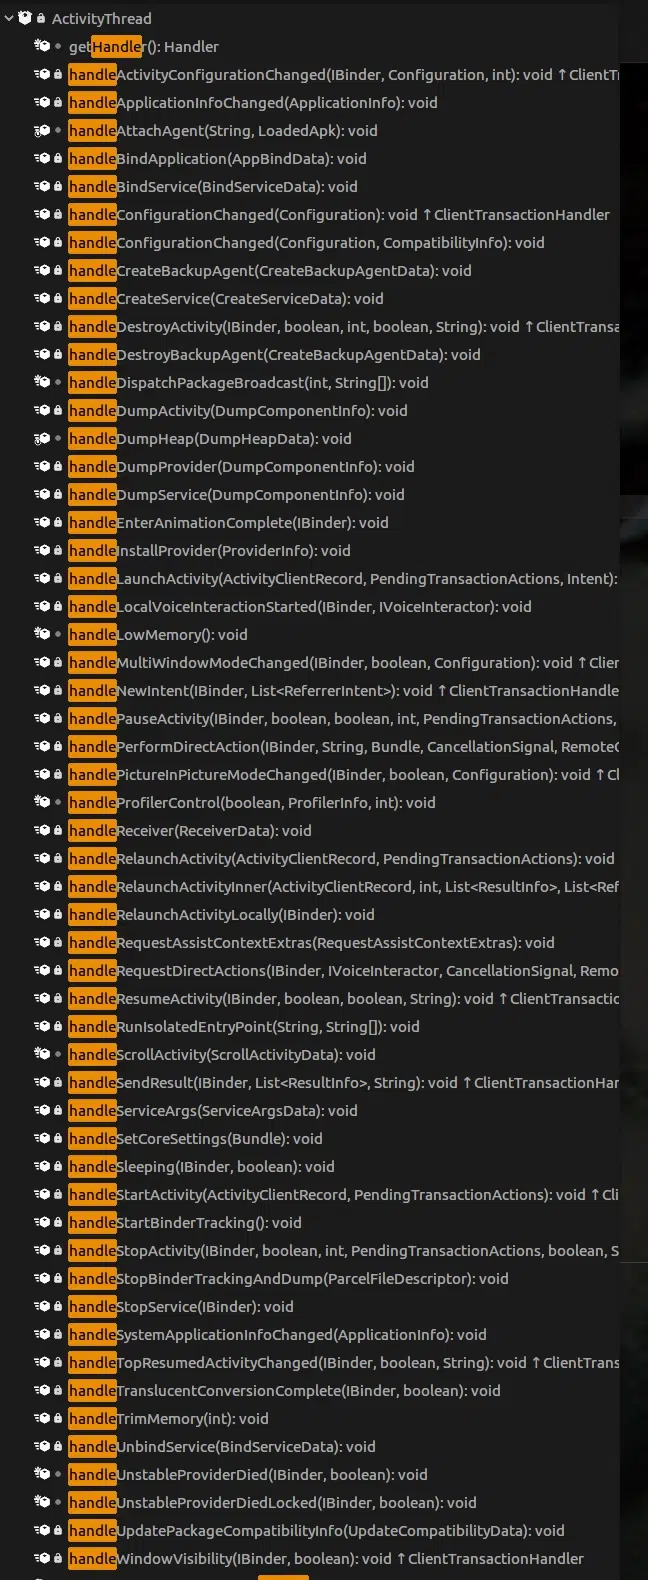 ActivityThread
getHandler(): Handler
handleActivityConfigurationChanged(IBinder, Configuration, int): void ↑ClientT
handleApplicationInfoChanged(ApplicationInfo): void
handleAttachAgent(String, LoadedApk): void
handleBindApplication(AppBindData): void
handleBindService(BindServiceData): void
handleConfigurationChanged(Configuration): void ↑ClientTransactionHandler
handleConfigurationChanged(Configuration, CompatibilityInfo): void
handleCreateBackupAgent(CreateBackupAgentData): void
handleCreateService(CreateServiceData): void
handleDestroyActivity(IBinder, boolean, int, boolean, String): void ↑ClientTransa
handleDestroyBackupAgent(CreateBackupAgentData): void
handleDispatchPackageBroadcast(int, String[]): void
handleDumpActivity(DumpComponentInfo): void
handleDumpHeap(DumpHeapData): void
handleDumpProvider(DumpComponentInfo): void
handleDumpService(DumpComponentInfo): void
handleEnterAnimationComplete(IBinder): void
handleInstallProvider(ProviderInfo): void
handleLaunchActivity(ActivityClientRecord, PendingTransactionActions, Intent):
handleLocalVoiceInteractionStarted(IBinder, IVoiceInteractor): void
handleLowMemory(): void
handleMultiWindowModeChanged(IBinder, boolean, Configuration): void ↑Clier
handleNewIntent(IBinder, List<ReferrerIntent>): void ↑ClientTransactionHandle
handlePauseActivity(IBinder, boolean, boolean, int, PendingTransactionActions,
handlePerformDirectAction(IBinder, String, Bundle, CancellationSignal, RemoteC
handlePictureInPictureModeChanged(IBinder, boolean, Configuration): void ↑Cl
handleProfilerControl(boolean, ProfilerInfo, int): void
handleReceiver(ReceiverData): void
handleRelaunchActivity(ActivityClientRecord, PendingTransactionActions): void
handleRelaunchActivityInner(ActivityClientRecord, int, List<ResultInfo>, List<Ref
handleRelaunchActivityLocally(IBinder): void
handleRequestAssistContextExtras(RequestAssistContextExtras): void
handleRequestDirectActions(IBinder, IVoiceInteractor, CancellationSignal, Remo
handleResumeActivity(IBinder, boolean, boolean, String): void ↑ClientTransactic
handleRunIsolatedEntryPoint(String, String[]): void
handleScrollActivity(ScrollActivityData): void
handleSendResult(IBinder, List<ResultInfo>, String): void ↑ClientTransactionHar
handleServiceArgs(ServiceArgsData): void
handleSetCoreSettings(Bundle): void
handleSleeping(IBinder, boolean): void
handleStartActivity(ActivityClientRecord, PendingTransactionActions): void ↑Cli
handleStartBinderTracking(): void
handleStopActivity(IBinder, boolean, int, PendingTransactionActions, boolean, S
handleStopBinderTrackingAndDump(ParcelFileDescriptor): void
handleStopService(IBinder): void
handleSystemApplicationInfoChanged(ApplicationInfo): void
handleTopResumedActivityChanged(IBinder, boolean, String): void ↑ClientTrans
handleTranslucentConversionComplete(IBinder, boolean): void
handleTrimMemory(int): void
handleUnbindService(BindServiceData): void
handleUnstableProviderDied(IBinder, boolean): void
handleUnstableProviderDiedLocked(IBinder, boolean): void
handleUpdatePackageCompatibilityInfo(UpdateCompatibilityData): void
handleWindowVisibility(IBinder, boolean): void ↑ClientTransactionHandler